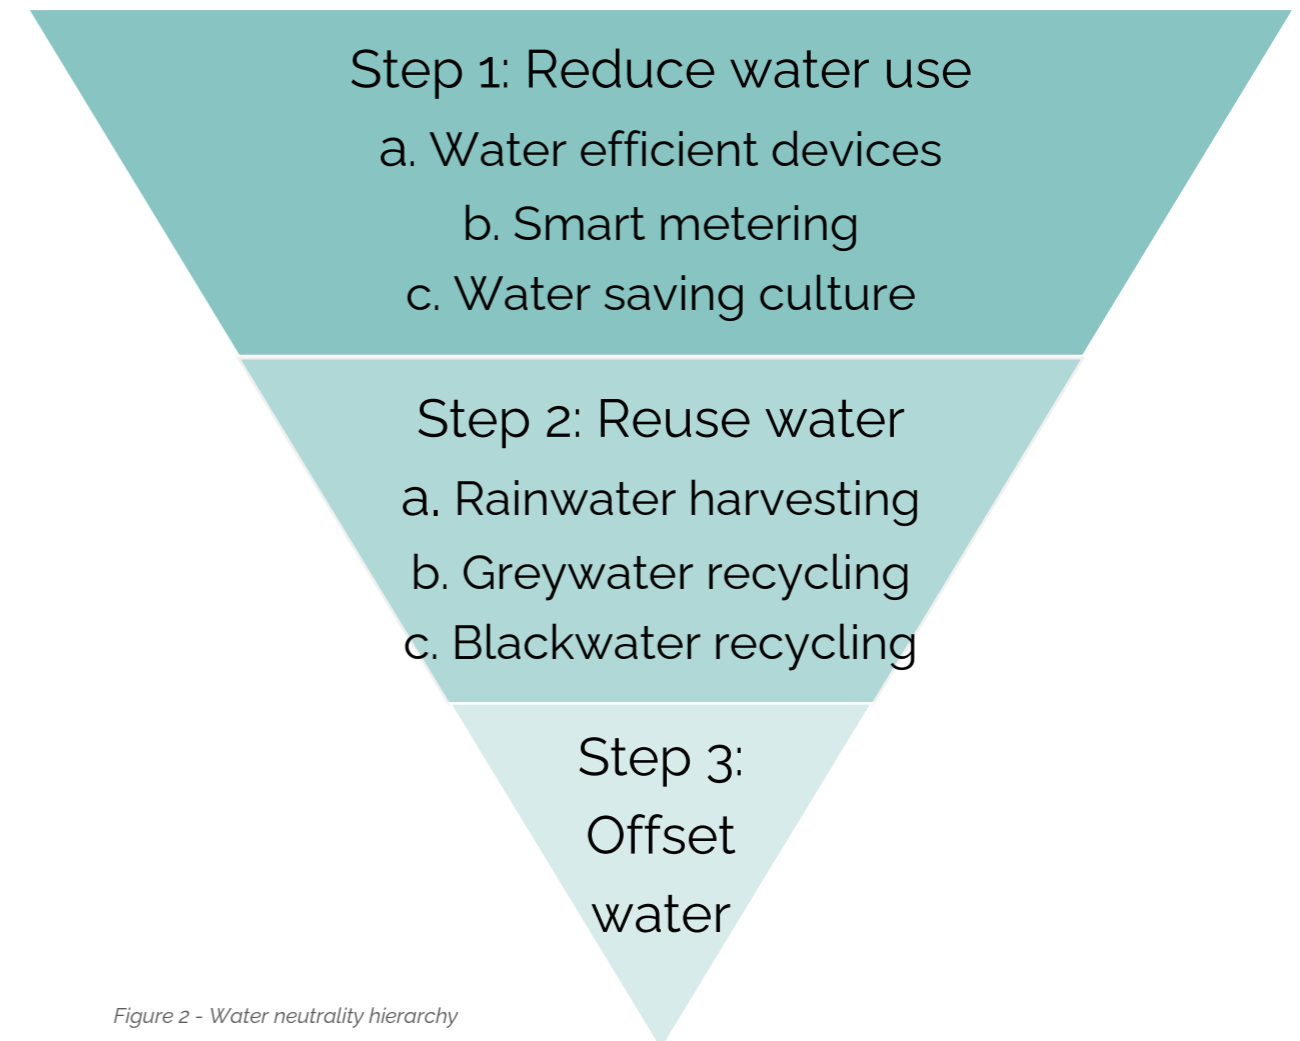 Step 1: Reduce water use
a. Water efficient devices
b. Smart metering
c. Water saving culture
Step 2: Reuse water
a. Rainwater harvesting
b. Greywater recycling
c. Blackwater recycling
Step 3:
Offset
water
Figure 2 - Water neutrality hierarchy